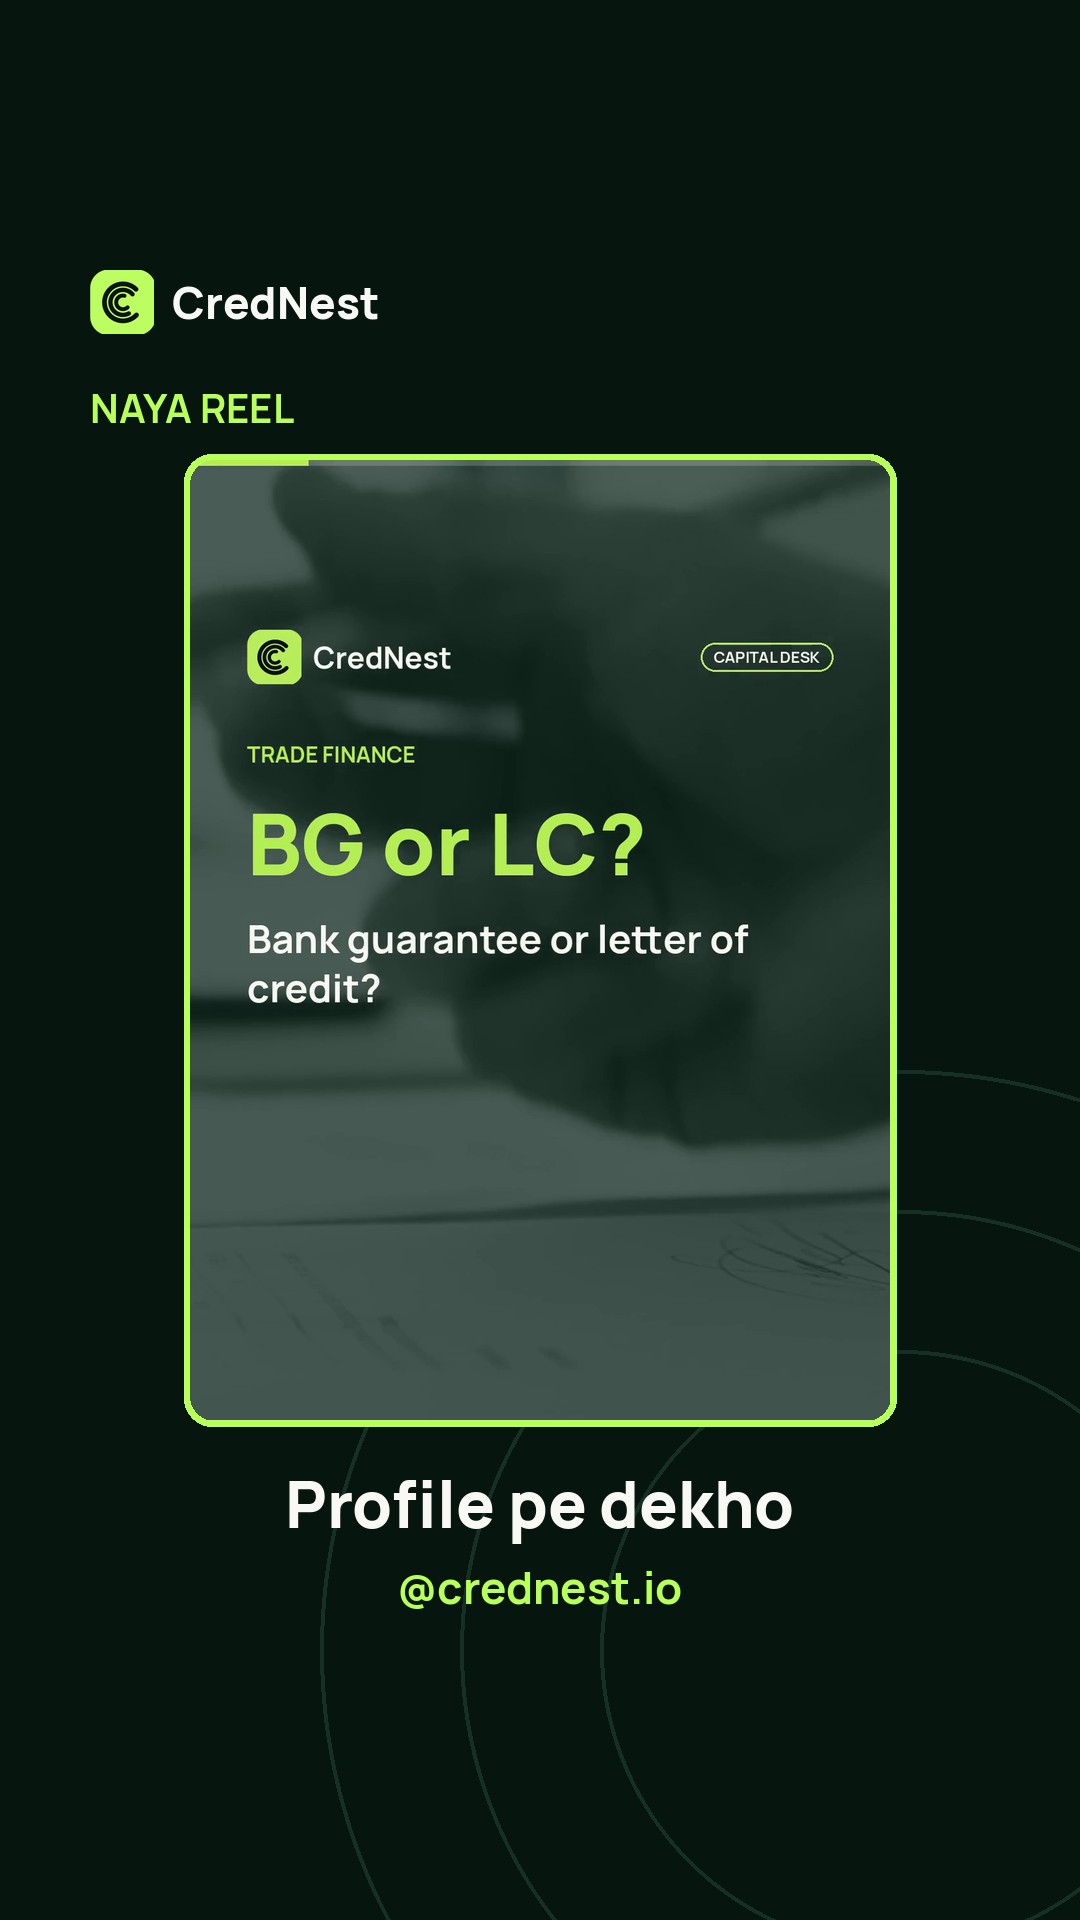 CredNest
NAYA REEL
CredNest
CAPITAL DESK
TRADE FINANCE
BG or LC?
Bank guarantee or letter of
credit?
Profile pe dekho
@crednest.io